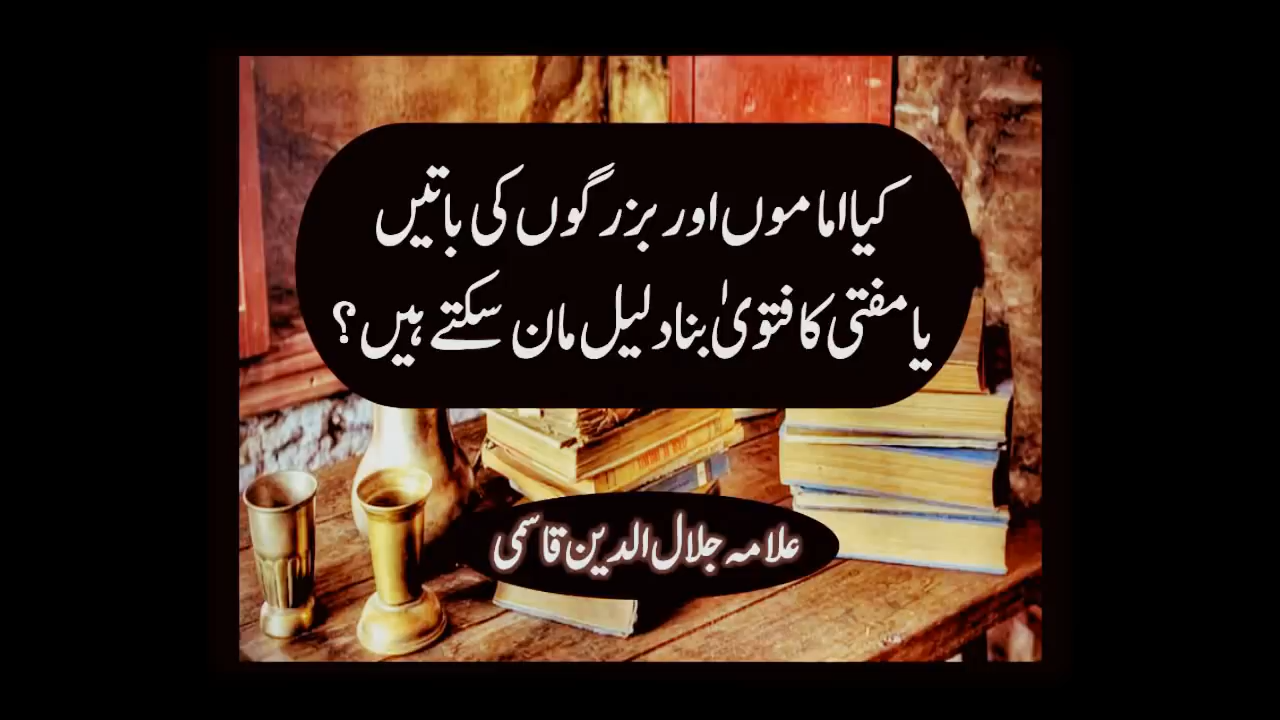 کیا اماموں اور بزرگوں کی باتیں
یا مفتی کا فتویٰ بنا دلیل مان سکتے ہیں؟
علامہ جلال الدین قاسمی